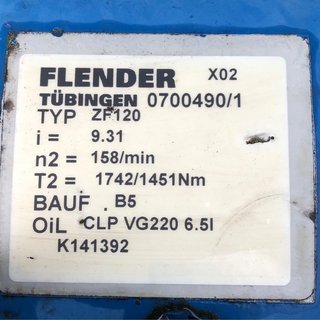 FLENDER X02
TÜBINGEN 0700490/1
TYP ZF120
i = 9.31
n2 = 158/min
T2 = 1742/1451Nm
BAUF B5
OiL CLP VG220 6.5l
K141392